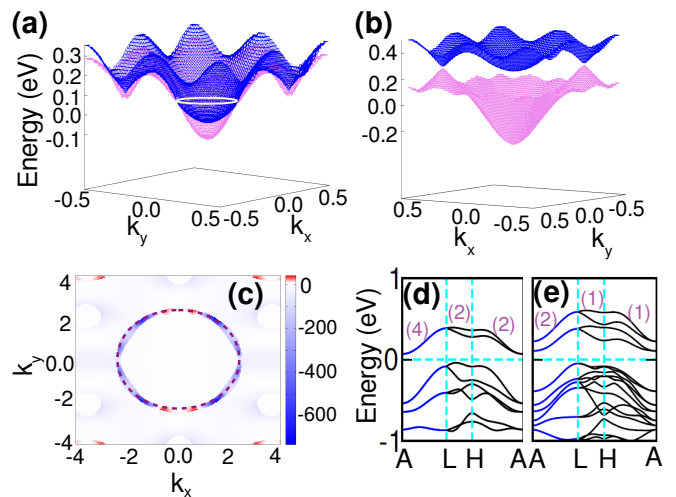 (a)
0.3
0.2
0.1
0.0
-0.1
Energy (eV)
-0.5
0.0
0.5
k_y
-0.5
0.0
0.5
k_x
(b)
0.4
0.2
0.0
-0.2
0.5
0.0
-0.5
k_x
0.5
0.0
-0.5
k_y
(c)
4
2
0.0
-2
-4
k_y
-4
-2
0.0
2
4
k_x
0
-200
-400
-600
(d)
1
0
-1
Energy (eV)
(4)
(2)
(2)
A
L
H
A
(e)
(2)
(1)
(1)
A
L
H
A